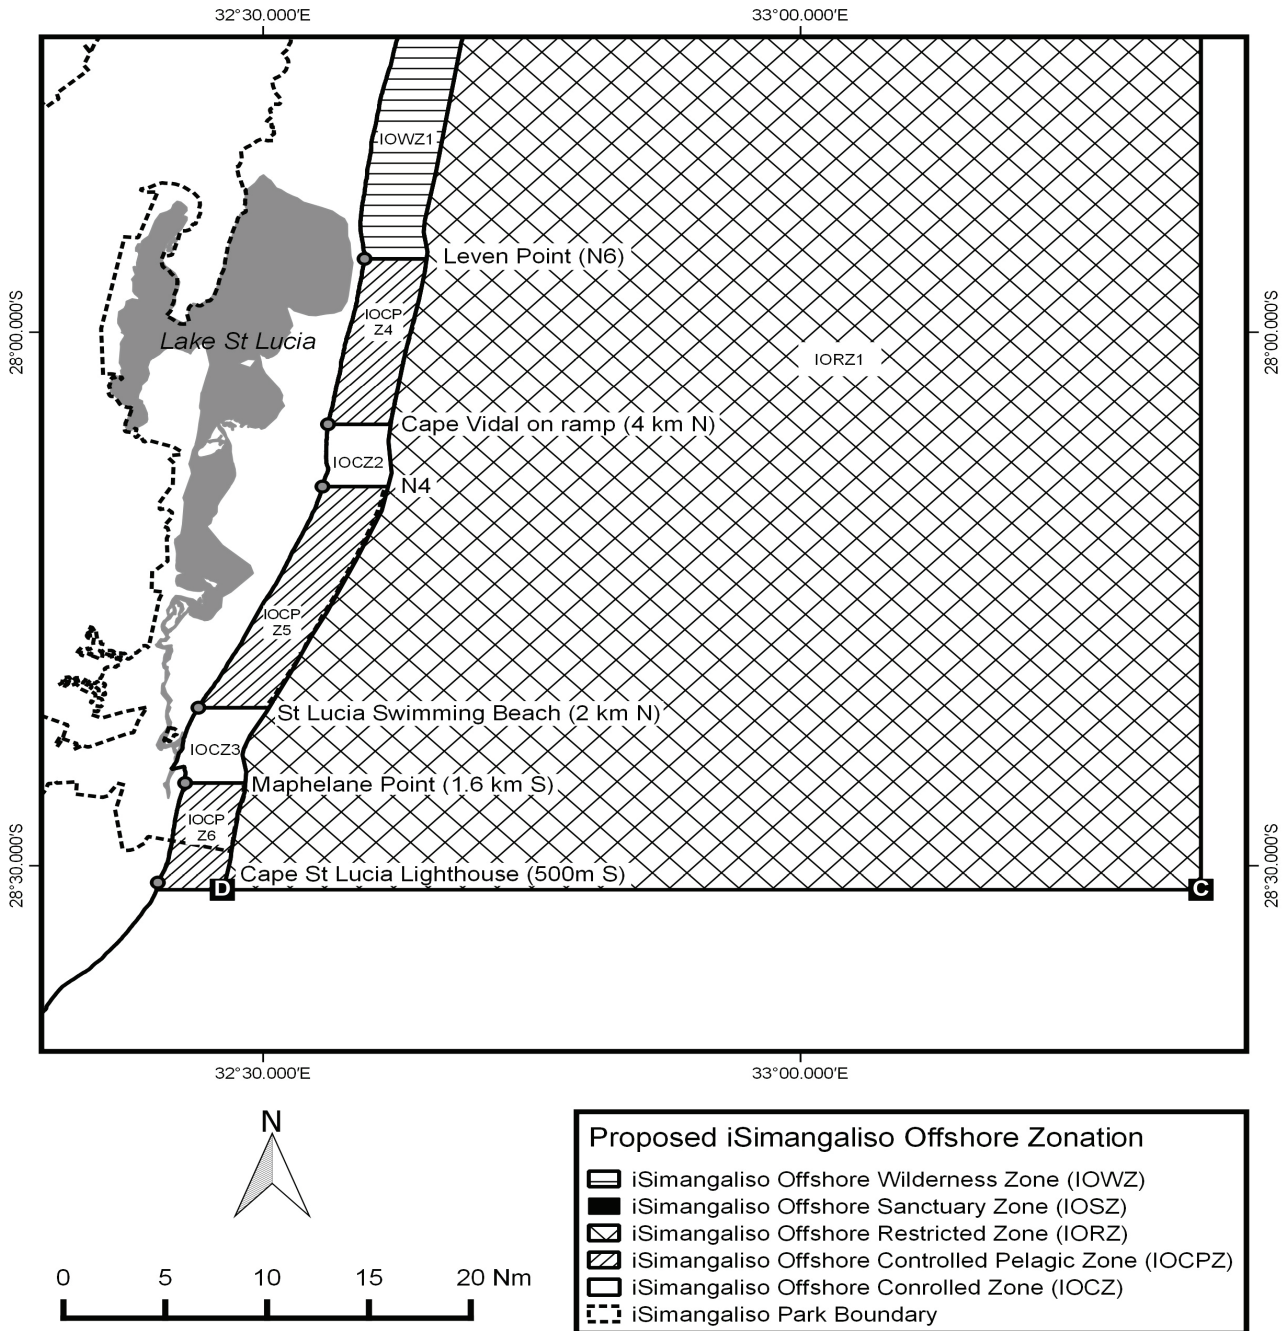 32°30.000'E 33°00.000'E
IOWZ1
Leven Point (N6)
28°00.000'S
28°00.000'S
IOCP
Z4
Lake St Lucia
IORZ1
Cape Vidal on ramp (4 km N)
IOCZ2
N4
IOCP
Z5
St Lucia Swimming Beach (2 km N)
IOCZ3
Maphelane Point (1.6 km S)
IOCP
Z6
28°30.000'S
28°30.000'S
Cape St Lucia Lighthouse (500m S)
D
C
32°30.000'E 33°00.000'E
N
0 5 10 15 20 Nm
Proposed iSimangaliso Offshore Zonation
iSimangaliso Offshore Wilderness Zone (IOWZ)
iSimangaliso Offshore Sanctuary Zone (IOSZ)
iSimangaliso Offshore Restricted Zone (IORZ)
iSimangaliso Offshore Controlled Pelagic Zone (IOCPZ)
iSimangaliso Offshore Conrolled Zone (IOCZ)
iSimangaliso Park Boundary